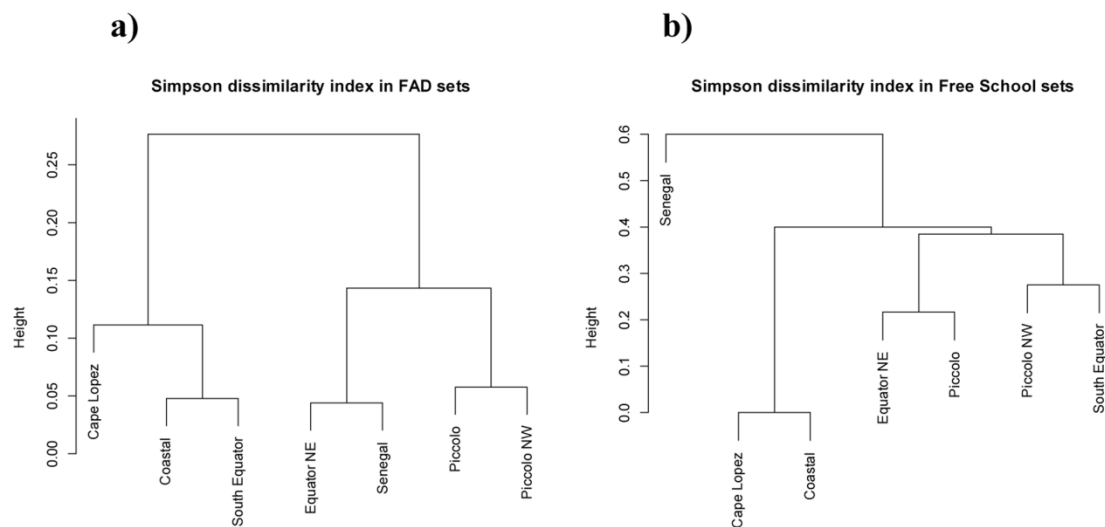 a)
Simpson dissimilarity index in FAD sets
Height
0.00
0.05
0.10
0.15
0.20
0.25
Cape Lopez
Coastal
South Equator
Equator NE
Senegal
Piccolo
Piccolo NW
b)
Simpson dissimilarity index in Free School sets
Height
0.0
0.1
0.2
0.3
0.4
0.5
0.6
Senegal
Cape Lopez
Coastal
Equator NE
Piccolo
Piccolo NW
South Equator